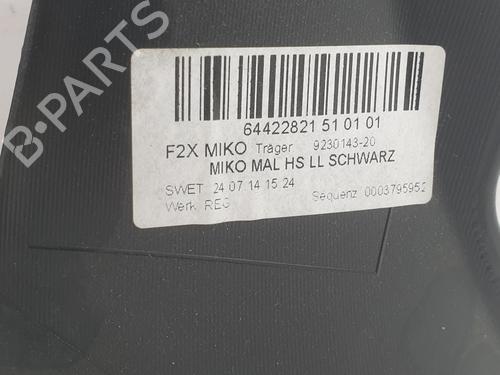 64422821 51 01 01
F2X MIKO Träger 9230143-20
MIKO MAL HS LL SCHWARZ
SWET 24 07 14 15 24
Werk REG Sequenz 0003795952
B-PARTS